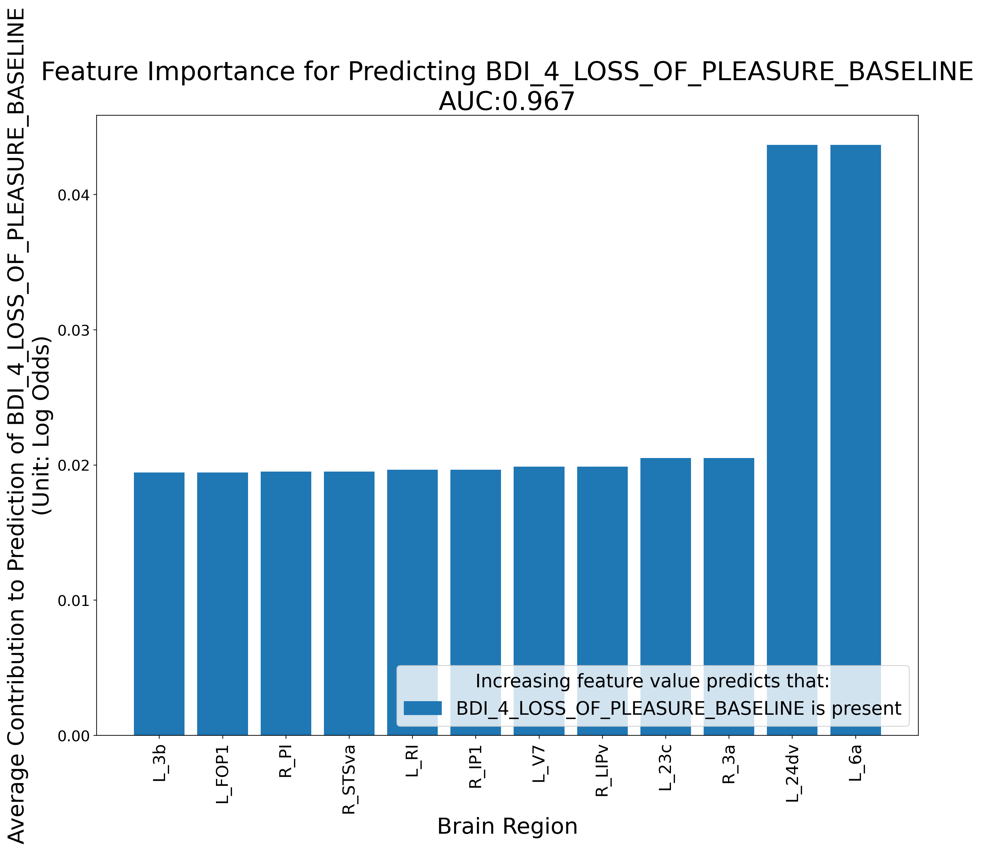 Feature Importance for Predicting BDI_4_LOSS_OF_PLEASURE_BASELINE
AUC:0.967
Average Contribution to Prediction of BDI_4_LOSS_OF_PLEASURE_BASELINE
(Unit: Log Odds)
0.04
0.03
0.02
0.01
0.00
Increasing feature value predicts that:
BDI_4_LOSS_OF_PLEASURE_BASELINE is present
L_3b
L_FOP1
R_PI
R_STSva
L_RI
R_IP1
L_V7
R_LIPv
L_23c
R_3a
L_24dv
L_6a
Brain Region